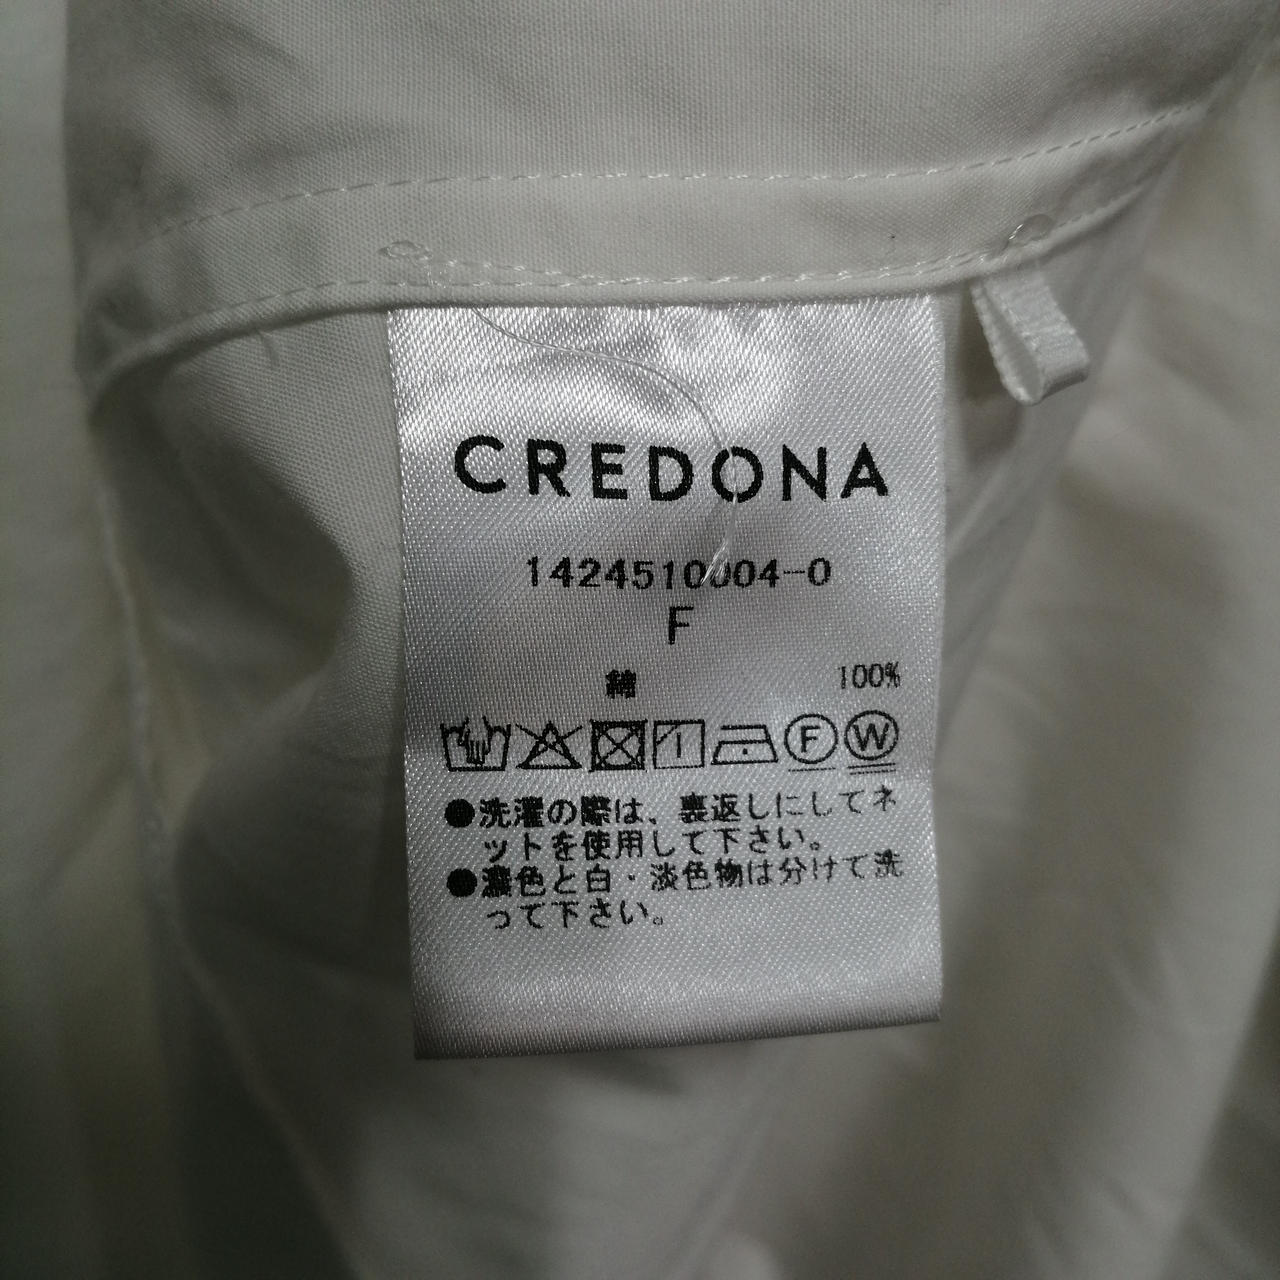 CREDONA
1424510004-0
F
綿 100%
F W
●洗濯の際は、裏返しにしてネ
ットを使用して下さい。
●濃色と白・淡色物は分けて洗
って下さい。